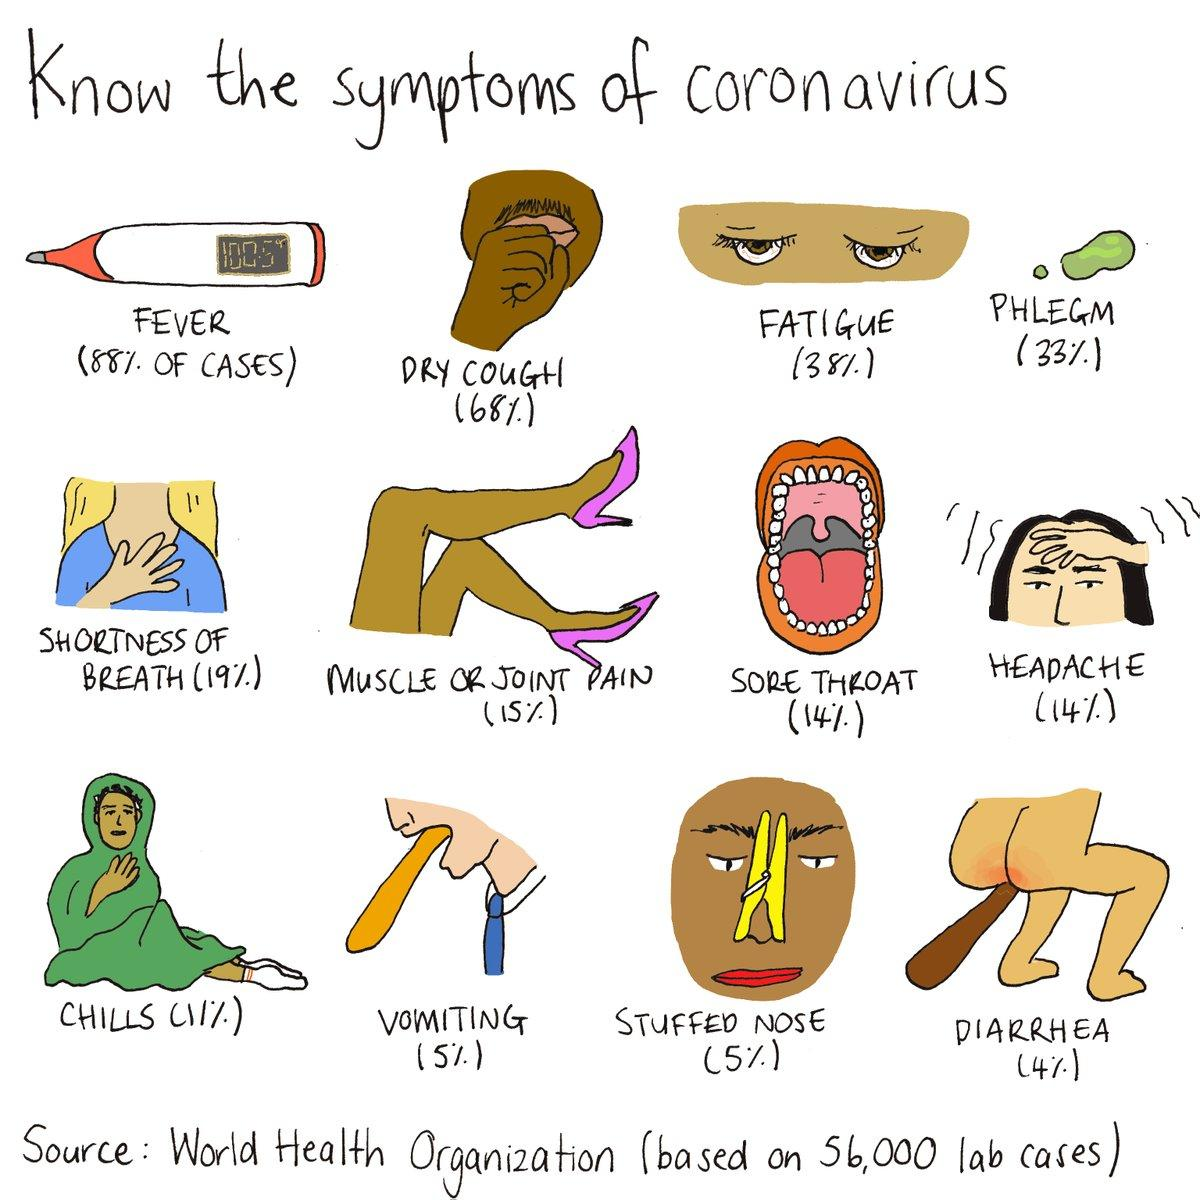 Know the symptoms of coronavirus
100.5°
FEVER
(88% OF CASES)
DRY COUGH
(68%)
FATIGUE
(38%)
PHLEGM
(33%)
SHORTNESS OF
BREATH (19%)
MUSCLE OR JOINT PAIN
(15%)
SORE THROAT
(14%)
HEADACHE
(14%)
CHILLS (11%)
VOMITING
(5%)
STUFFED NOSE
(5%)
DIARRHEA
(4%)
Source: World Health Organization (based on 56,000 lab cases)